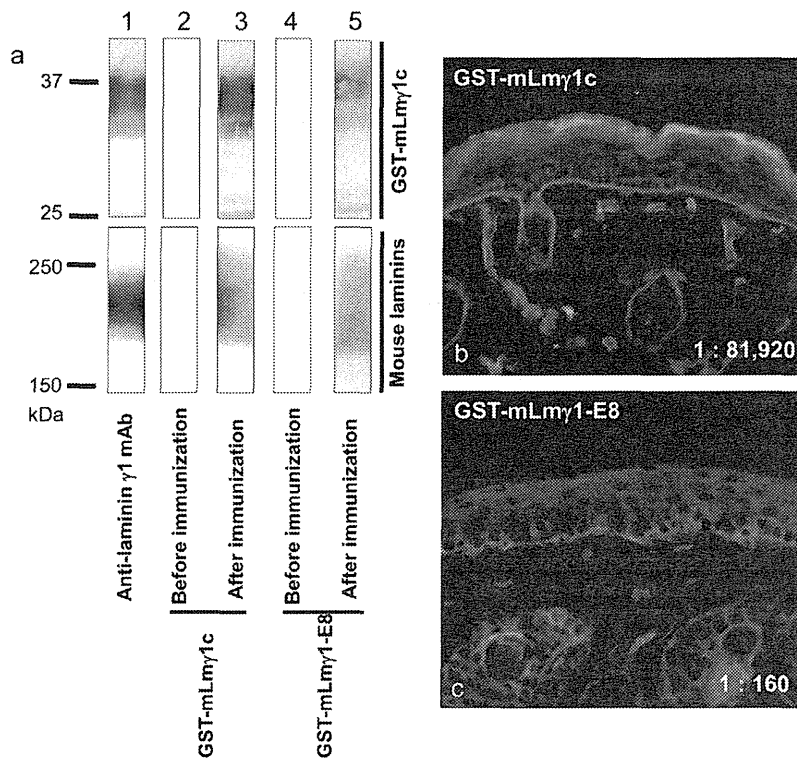 a
1 2 3 4 5
37
25
GST-mLmγ1c
250
150
kDa
Mouse laminins
Anti-laminin γ1 mAb
Before immunization
After immunization
Before immunization
After immunization
GST-mLmγ1c
GST-mLmγ1-E8
GST-mLmγ1c
b
1 : 81,920
GST-mLmγ1-E8
c
1 : 160